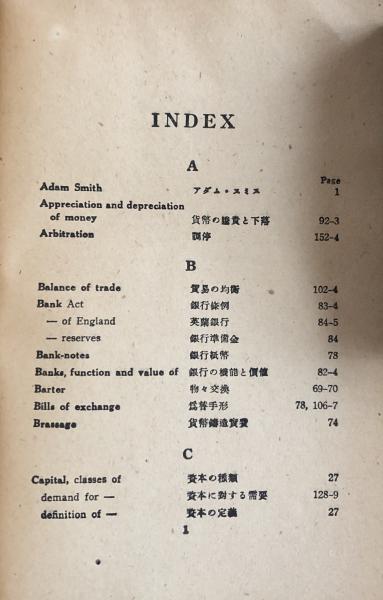 INDEX
A
Page
Adam Smith アダム・スミス 1
Appreciation and depreciation
of money 貨幣の騰貴と下落 92-3
Arbitration 調停 152-4
B
Balance of trade 貿易の均衡 102-4
Bank Act 銀行條例 83-4
— of England 英蘭銀行 84-5
— reserves 銀行準備金 84
Bank-notes 銀行紙幣 78
Banks, function and value of 銀行の機能と價値 82-4
Barter 物々交換 69-70
Bills of exchange 爲替手形 78, 106-7
Brassage 貨幣鑄造實費 74
C
Capital, classes of 資本の種類 27
demand for — 資本に對する需要 128-9
definition of — 資本の定義 27
1